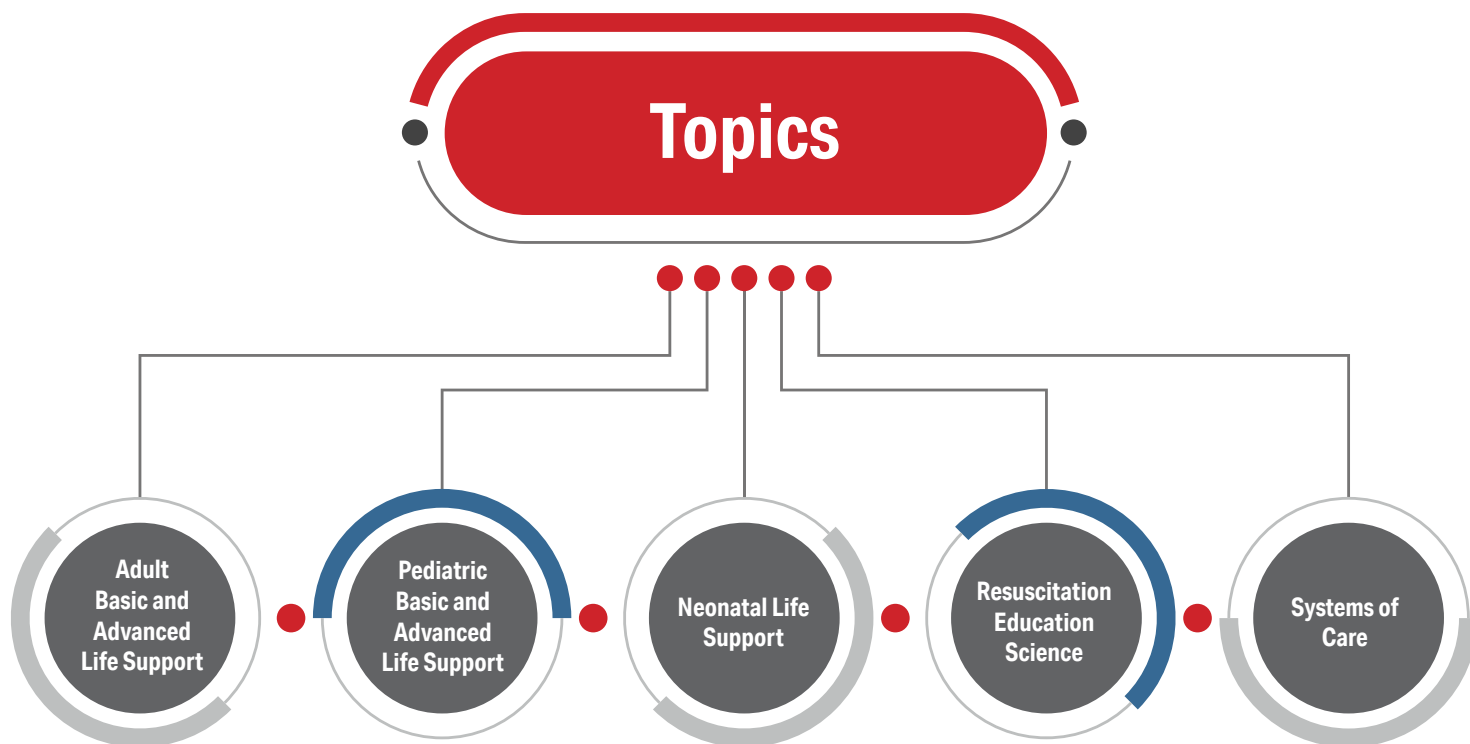 Topics
Adult
Basic and
Advanced
Life Support
Pediatric
Basic and
Advanced
Life Support
Neonatal Life
Support
Resuscitation
Education
Science
Systems of
Care